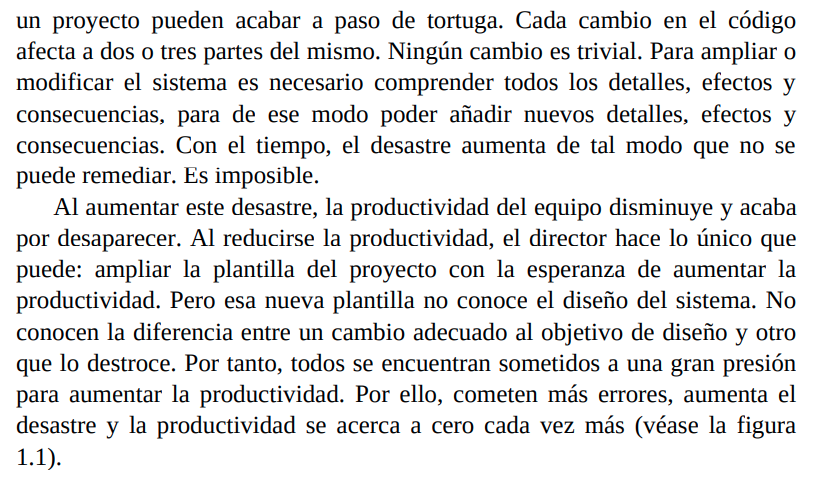 un proyecto pueden acabar a paso de tortuga. Cada cambio en el código
afecta a dos o tres partes del mismo. Ningún cambio es trivial. Para ampliar o
modificar el sistema es necesario comprender todos los detalles, efectos y
consecuencias, para de ese modo poder añadir nuevos detalles, efectos y
consecuencias. Con el tiempo, el desastre aumenta de tal modo que no se
puede remediar. Es imposible.
Al aumentar este desastre, la productividad del equipo disminuye y acaba
por desaparecer. Al reducirse la productividad, el director hace lo único que
puede: ampliar la plantilla del proyecto con la esperanza de aumentar la
productividad. Pero esa nueva plantilla no conoce el diseño del sistema. No
conocen la diferencia entre un cambio adecuado al objetivo de diseño y otro
que lo destroce. Por tanto, todos se encuentran sometidos a una gran presión
para aumentar la productividad. Por ello, cometen más errores, aumenta el
desastre y la productividad se acerca a cero cada vez más (véase la figura
1.1).